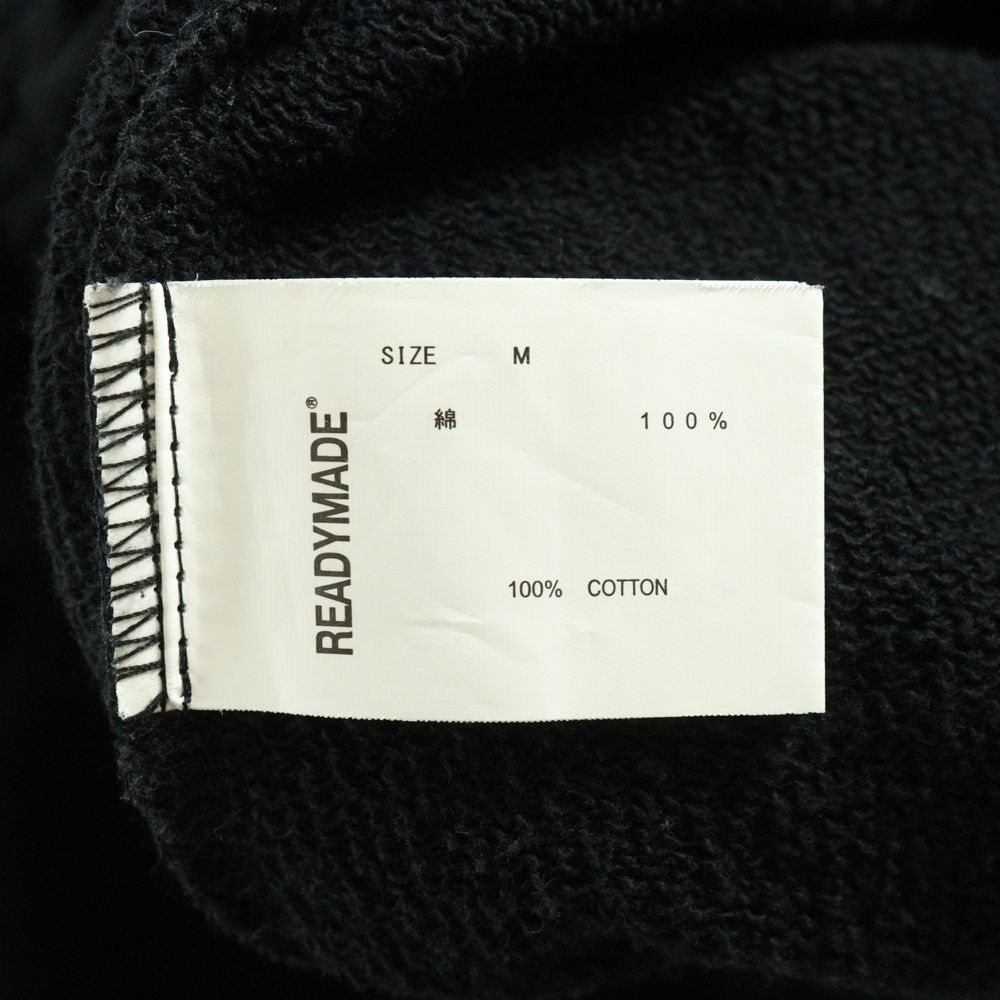 SIZE M
綿 100%
READYMADE®
100% COTTON